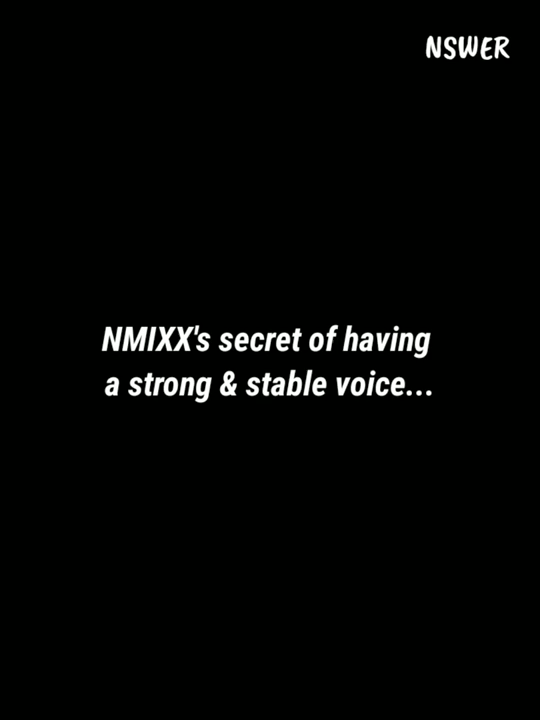 NSWER
NMIXX's secret of having
a strong & stable voice...